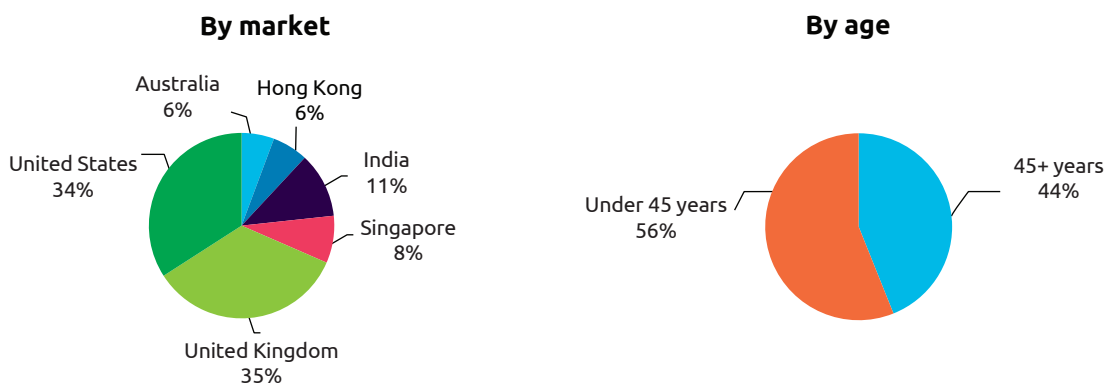 By market
Australia
6%
Hong Kong
6%
United States
34%
India
11%
Singapore
8%
United Kingdom
35%
By age
45+ years
44%
Under 45 years
56%